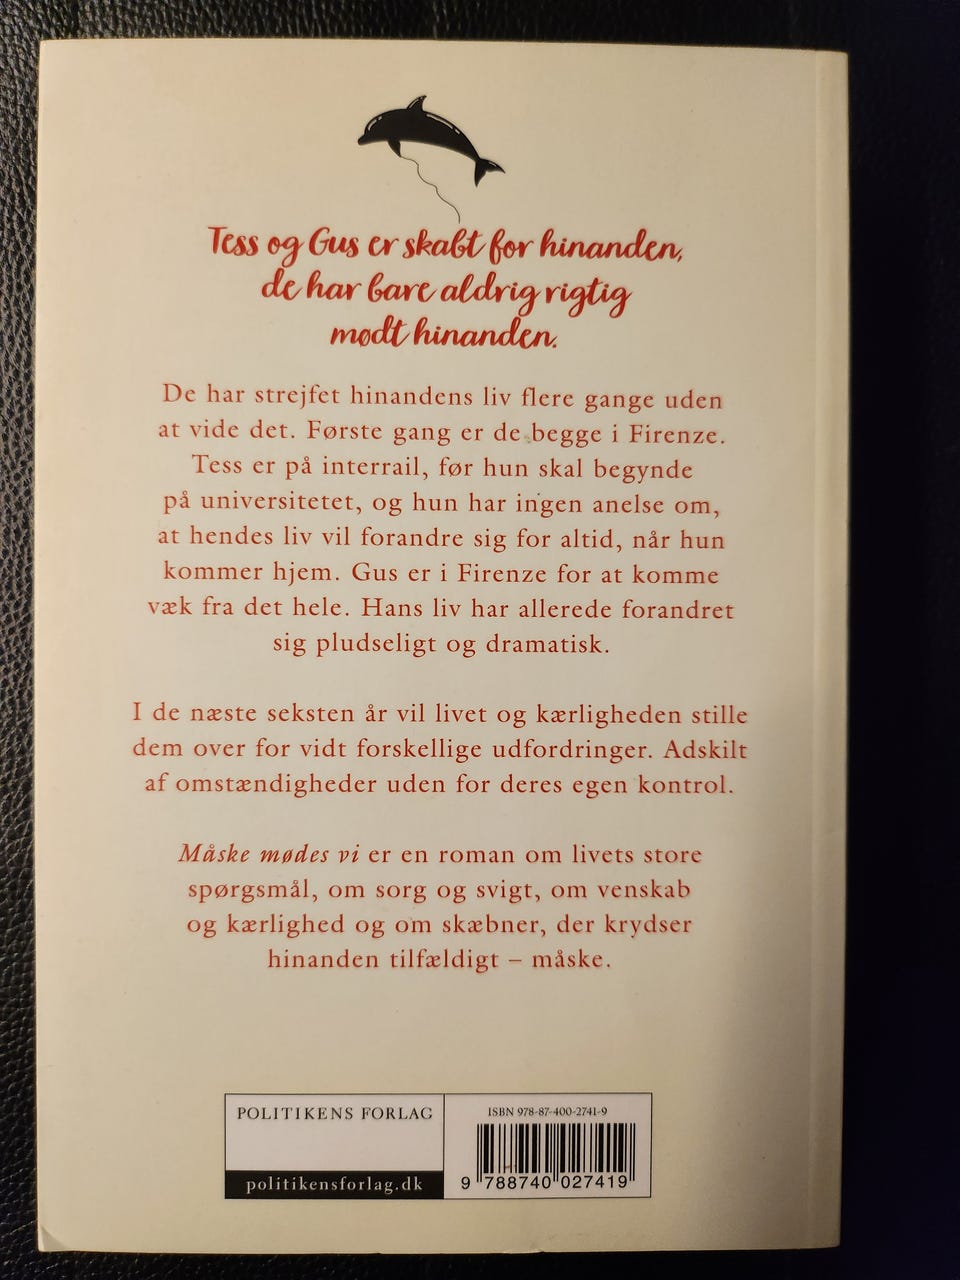 Tess og Gus er skabt for hinanden,
de har bare aldrig rigtig
mødt hinanden.
De har strejfet hinandens liv flere gange uden
at vide det. Første gang er de begge i Firenze.
Tess er på interrail, før hun skal begynde
på universitetet, og hun har ingen anelse om,
at hendes liv vil forandre sig for altid, når hun
kommer hjem. Gus er i Firenze for at komme
væk fra det hele. Hans liv har allerede forandret
sig pludseligt og dramatisk.
I de næste seksten år vil livet og kærligheden stille
dem over for vidt forskellige udfordringer. Adskilt
af omstændigheder uden for deres egen kontrol.
Måske mødes vi er en roman om livets store
spørgsmål, om sorg og svigt, om venskab
og kærlighed og om skæbner, der krydser
hinanden tilfældigt – måske.
POLITIKENS FORLAG
politikensforlag.dk
ISBN 978-87-400-2741-9
9 788740 027419